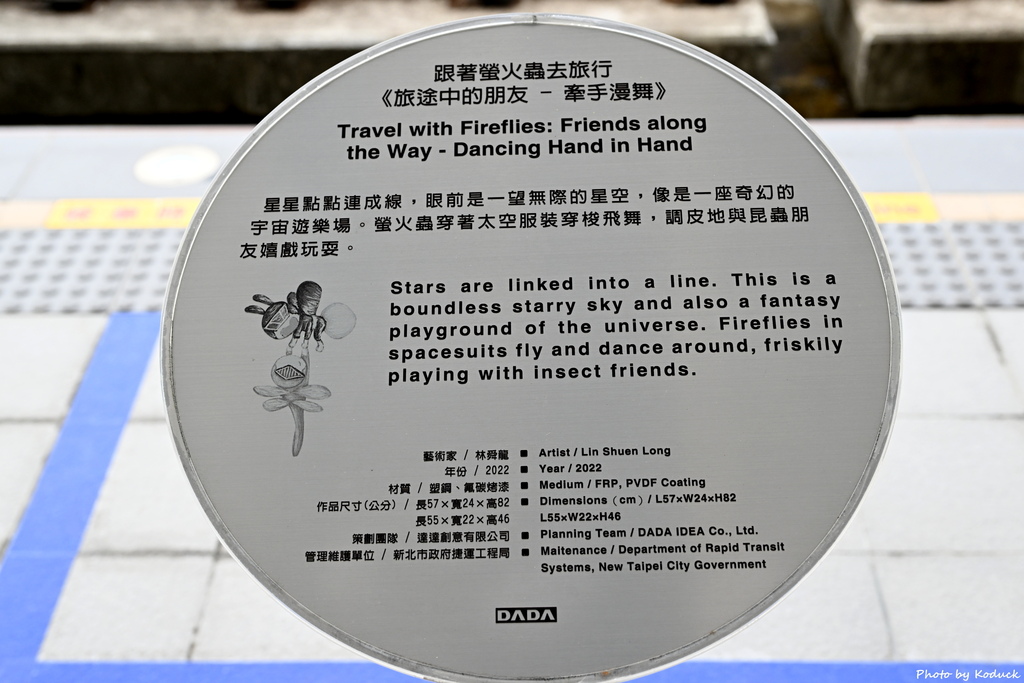 跟著螢火蟲去旅行
《旅途中的朋友 － 牽手漫舞》
Travel with Fireflies: Friends along
the Way - Dancing Hand in Hand
星星點點連成線，眼前是一望無際的星空，像是一座奇幻的
宇宙遊樂場。螢火蟲穿著太空服裝穿梭飛舞，調皮地與昆蟲朋
友嬉戲玩耍。
Stars are linked into a line. This is a
boundless starry sky and also a fantasy
playground of the universe. Fireflies in
spacesuits fly and dance around, friskily
playing with insect friends.
藝術家 / 林舜龍 ■ Artist / Lin Shuen Long
年份 / 2022 ■ Year / 2022
材質 / 塑鋼、氟碳烤漆 ■ Medium / FRP, PVDF Coating
作品尺寸(公分) / 長57×寬24×高82 ■ Dimensions（cm）/ L57×W24×H82
長55×寬22×高46 L55×W22×H46
策劃團隊 / 達達創意有限公司 ■ Planning Team / DADA IDEA Co., Ltd.
管理維護單位 / 新北市政府捷運工程局 ■ Maitenance / Department of Rapid Transit
Systems, New Taipei City Government
DADA
Photo by Koduck